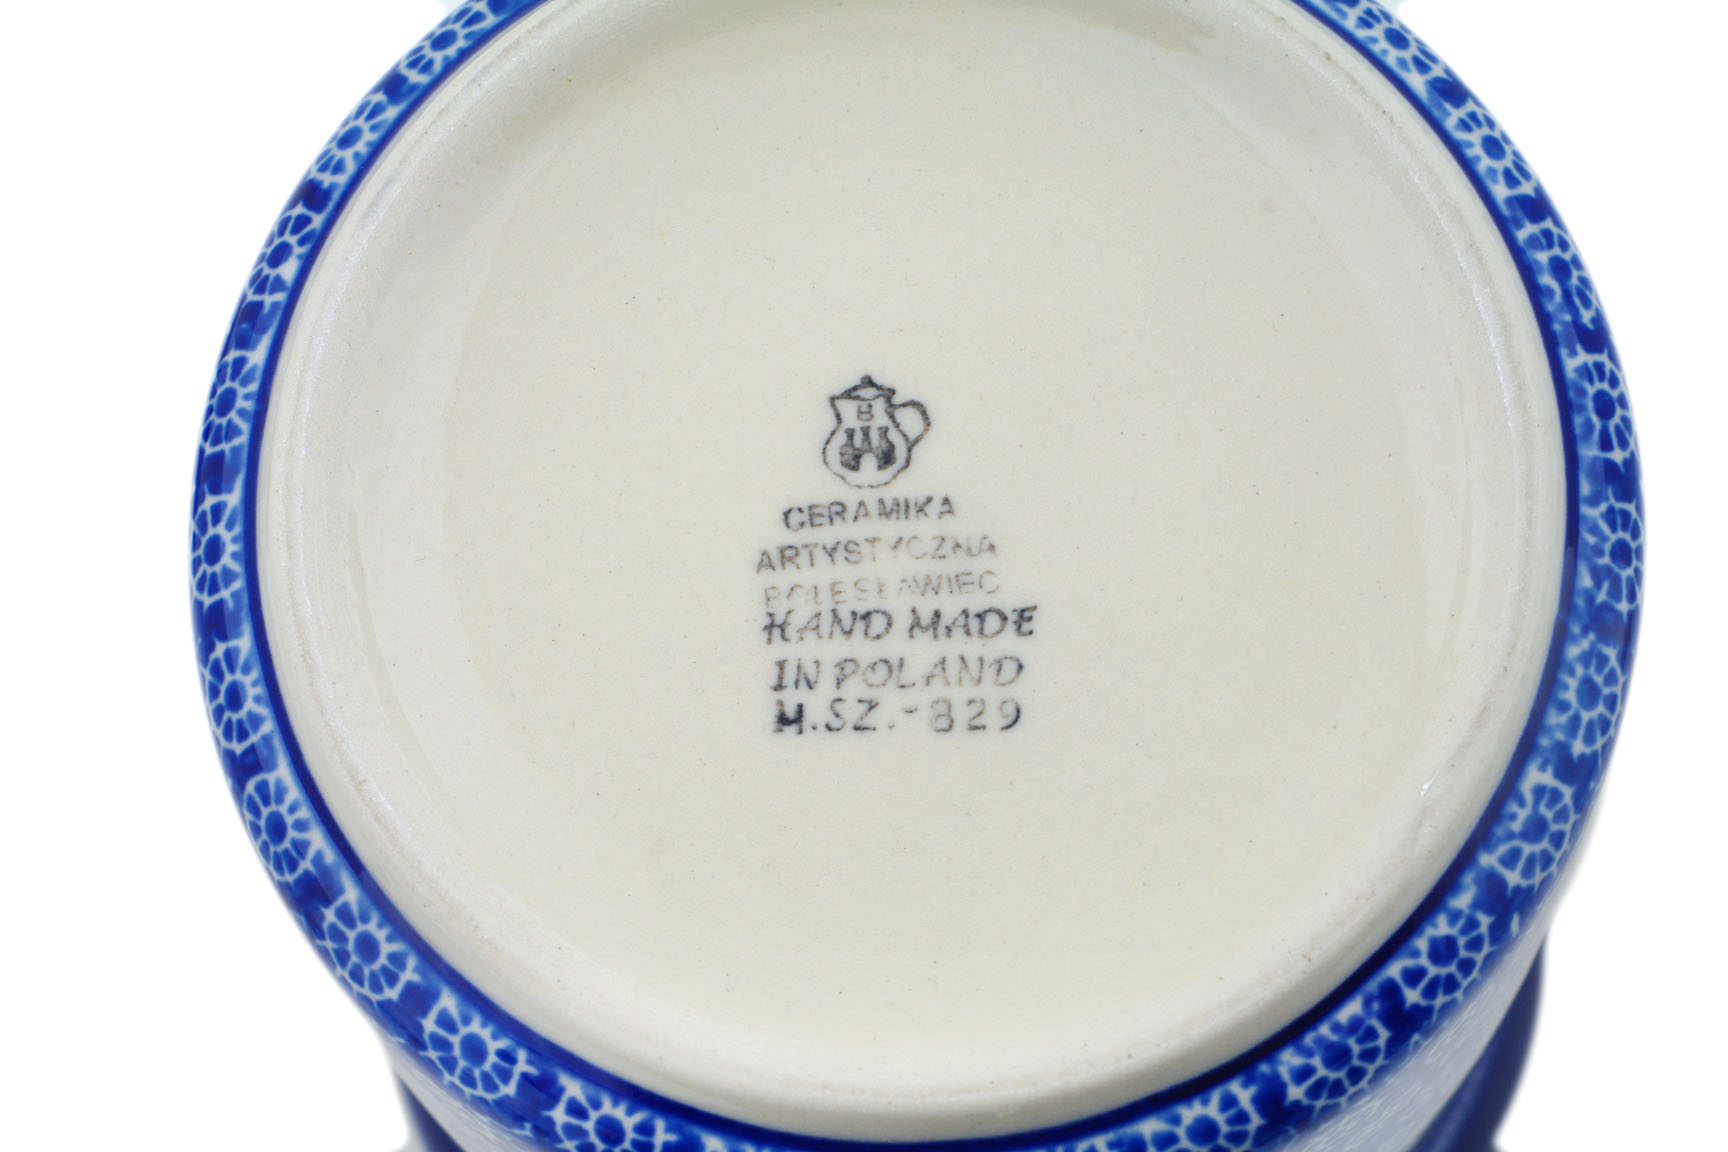 B
CERAMIKA
ARTYSTYCZNA
BOLESŁAWIEC
HAND MADE
IN POLAND
M.SZ.-829